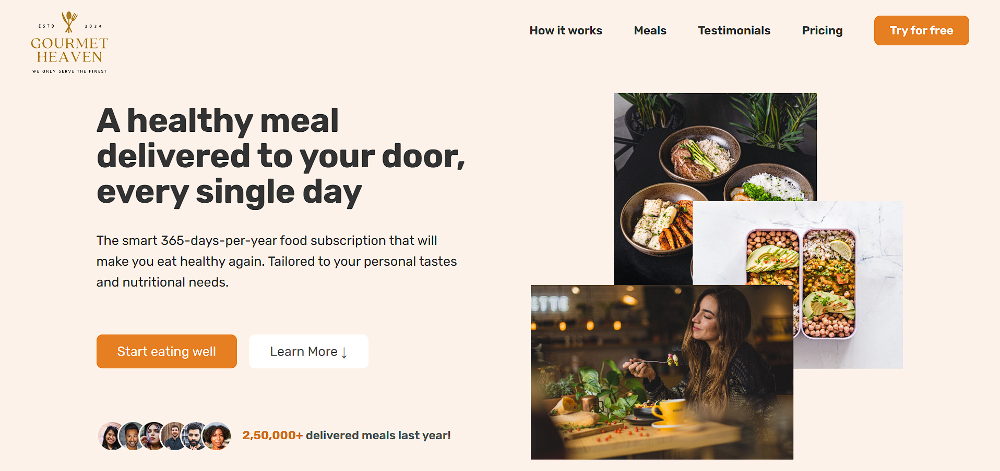 ESTD 2024
GOURMET
HEAVEN
WE ONLY SERVE THE FINEST
How it works
Meals
Testimonials
Pricing
Try for free
A healthy meal
delivered to your door,
every single day
The smart 365-days-per-year food subscription that will
make you eat healthy again. Tailored to your personal tastes
and nutritional needs.
Start eating well
Learn More ↓
ETTE
2,50,000+ delivered meals last year!